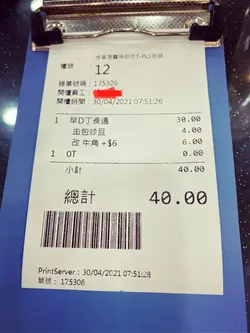 檯號
12
賬單號碼：175306
開檯員工：
開檯時間：30/04/2021 07:51:26
1 早D丁長通 30.00
由包炒豆 4.00
改 牛角 +$6 6.00
1 OT 0.00
小計 40.00
總計 40.00
PrintServer : 30/04/2021 07:51:28
單號： 175306